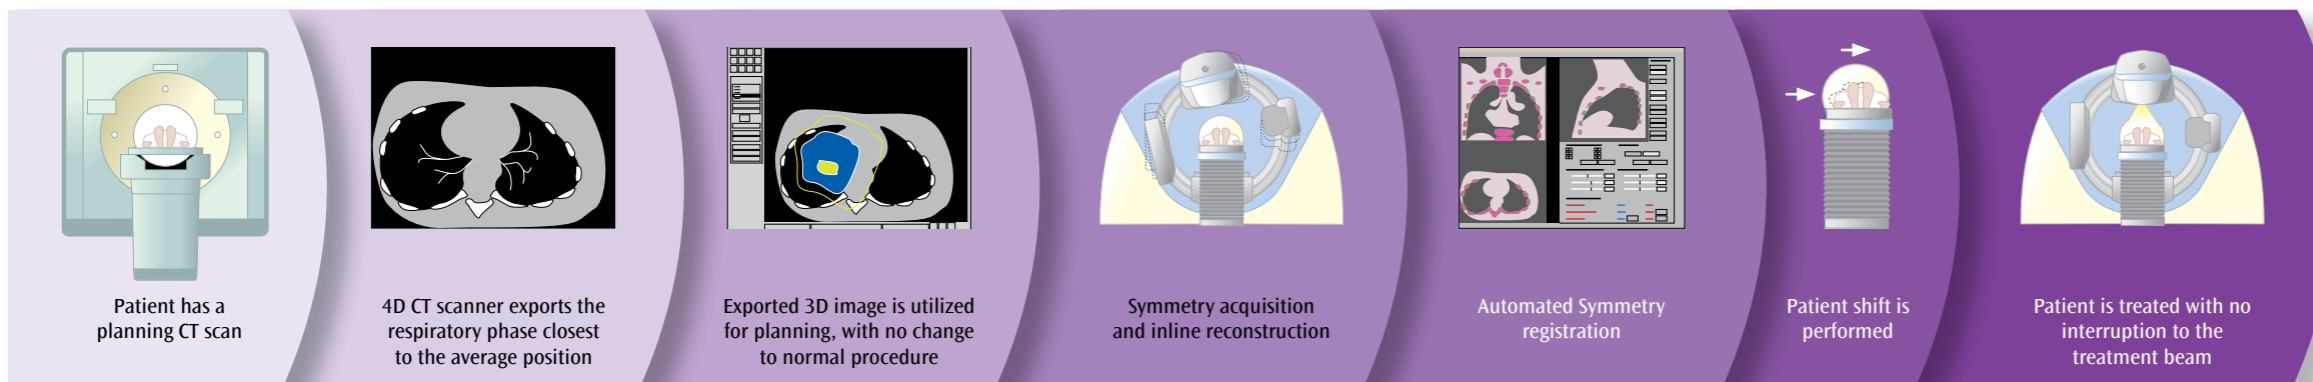 Patient has a
planning CT scan
4D CT scanner exports the
respiratory phase closest
to the average position
Exported 3D image is utilized
for planning, with no change
to normal procedure
Symmetry acquisition
and inline reconstruction
Automated Symmetry
registration
Patient shift is
performed
Patient is treated with no
interruption to the
treatment beam